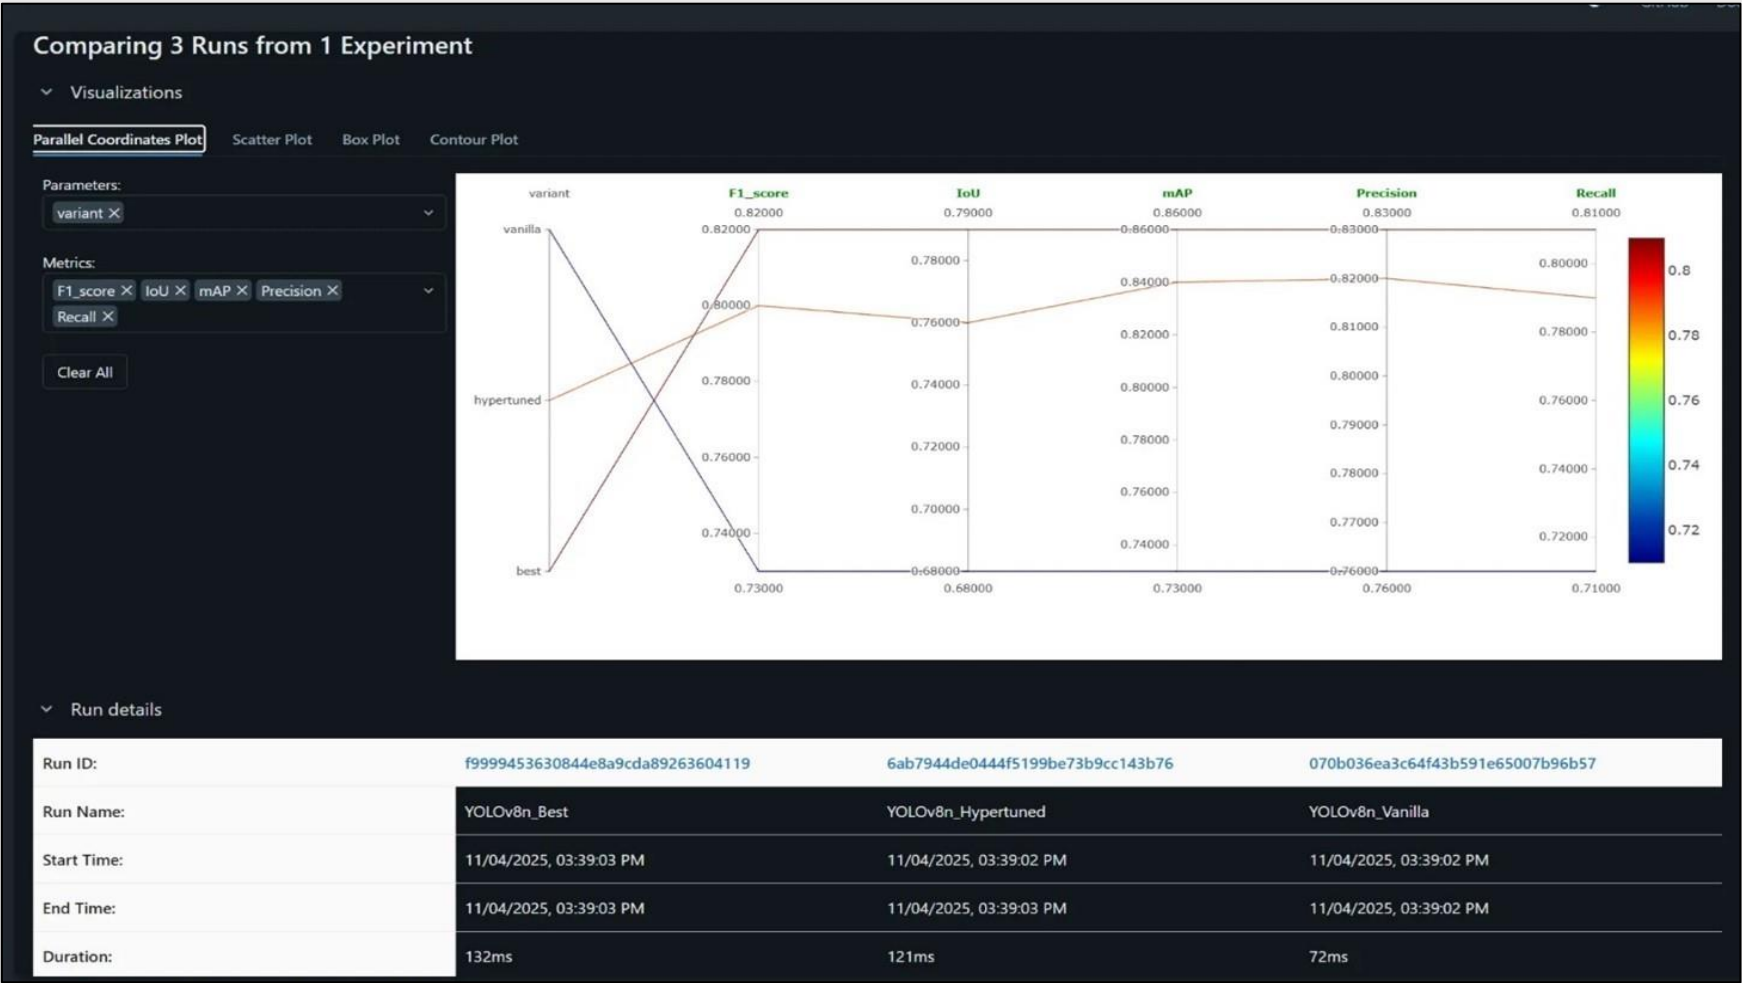 GitHub
Comparing 3 Runs from 1 Experiment
Visualizations
Parallel Coordinates Plot Scatter Plot Box Plot Contour Plot
Parameters:
variant ×
Metrics:
F1_score × IoU × mAP × Precision ×
Recall ×
Clear All
variant F1_score IoU mAP Precision Recall
0.82000 0.79000 0.86000 0.83000 0.81000
vanilla
hypertuned
best
0.82000
0.80000
0.78000
0.76000
0.74000
0.73000
0.78000
0.76000
0.74000
0.72000
0.70000
0.68000
0.68000
0.86000
0.84000
0.82000
0.80000
0.78000
0.76000
0.74000
0.73000
0.83000
0.82000
0.81000
0.80000
0.79000
0.78000
0.77000
0.76000
0.76000
0.80000
0.78000
0.76000
0.74000
0.72000
0.71000
0.8
0.78
0.76
0.74
0.72
Run details
Run ID: f9999453630844e8a9cda89263604119 6ab7944de0444f5199be73b9cc143b76 070b036ea3c64f43b591e65007b96b57
Run Name: YOLOv8n_Best YOLOv8n_Hypertuned YOLOv8n_Vanilla
Start Time: 11/04/2025, 03:39:03 PM 11/04/2025, 03:39:02 PM 11/04/2025, 03:39:02 PM
End Time: 11/04/2025, 03:39:03 PM 11/04/2025, 03:39:03 PM 11/04/2025, 03:39:02 PM
Duration: 132ms 121ms 72ms